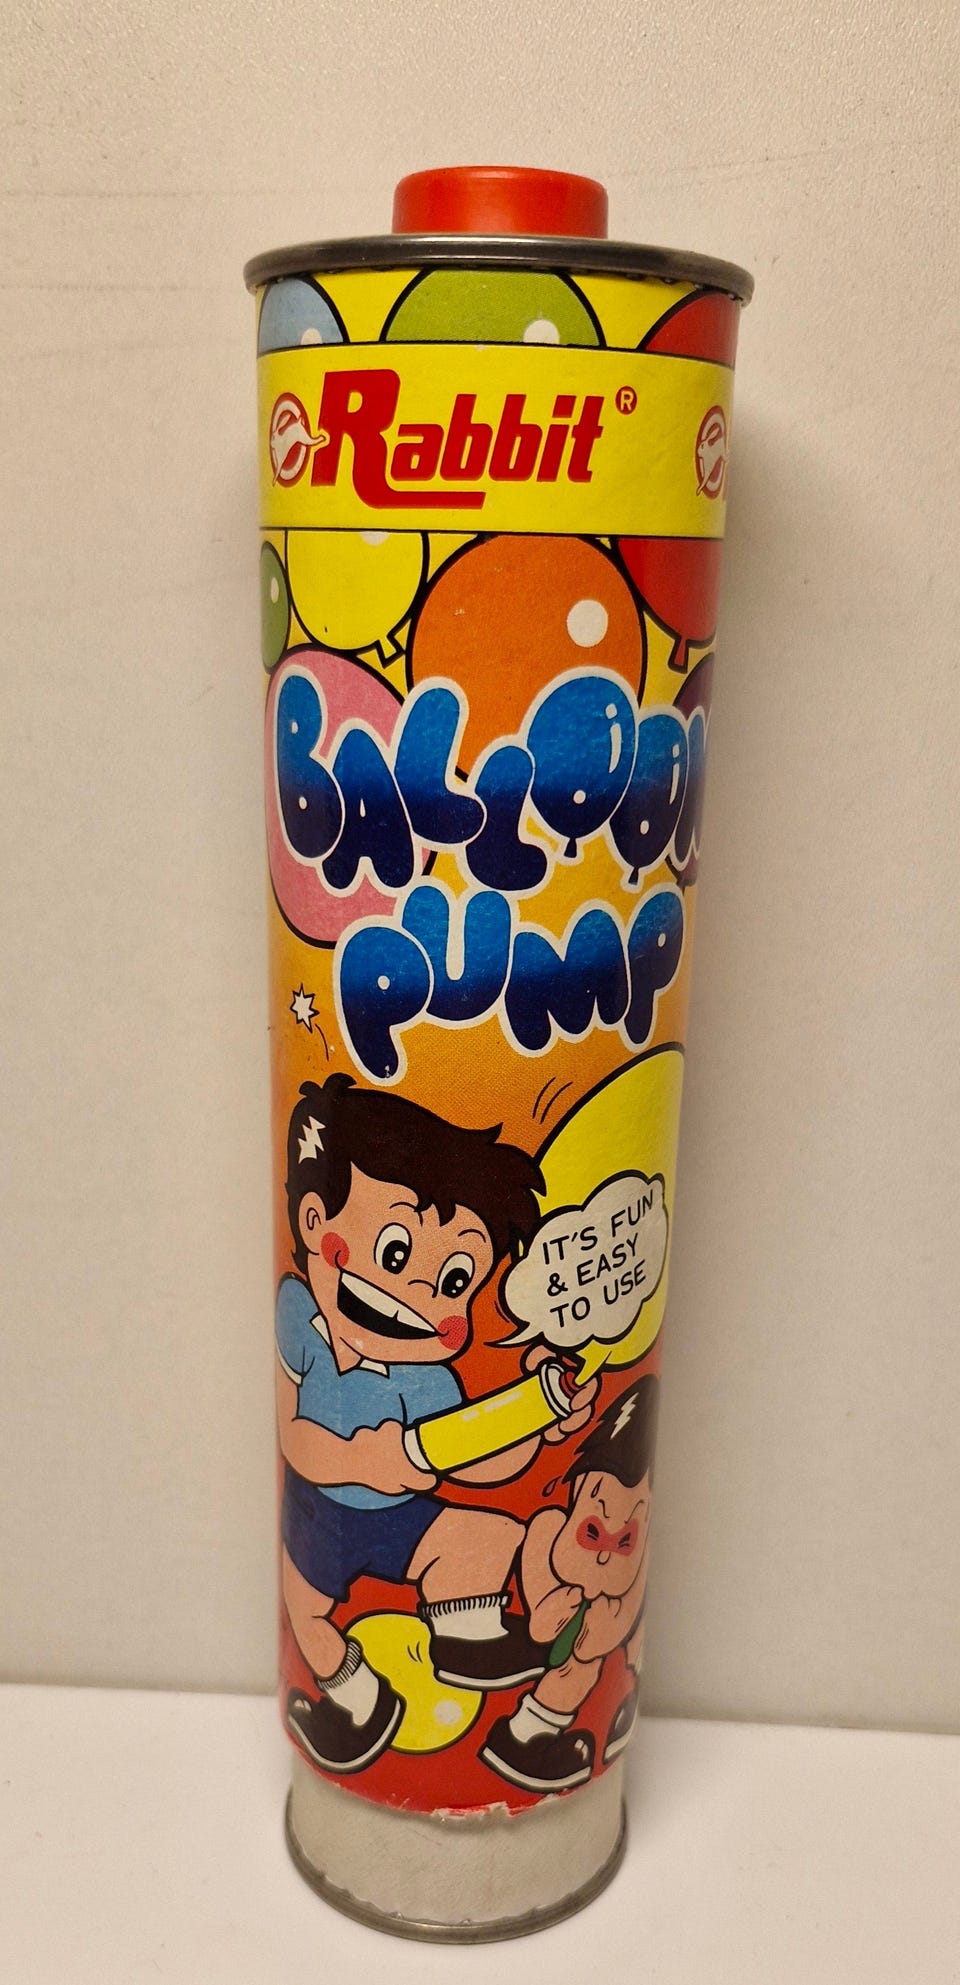 Rabbit®
BALLOON
PUMP
IT'S FUN
& EASY
TO USE